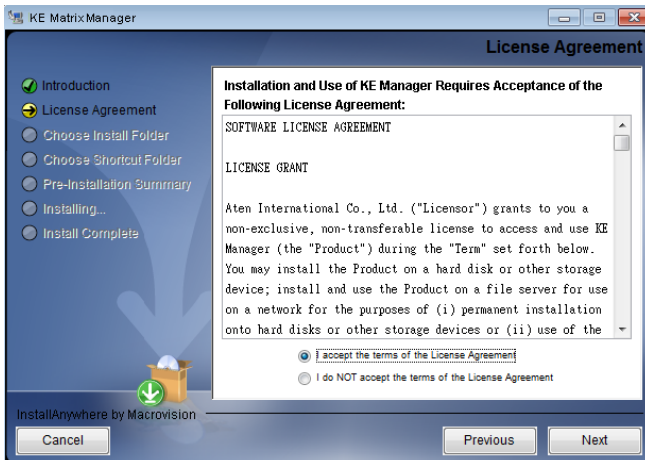 KE MatrixManager
License Agreement
Introduction
License Agreement
Choose Install Folder
Choose Shortcut Folder
Pre-Installation Summary
Installing...
Install Complete
Installation and Use of KE Manager Requires Acceptance of the
Following License Agreement:
SOFTWARE LICENSE AGREEMENT
LICENSE GRANT
Aten International Co., Ltd. ("Licensor") grants to you a
non-exclusive, non-transferable license to access and use KE
Manager (the "Product") during the "Term" set forth below.
You may install the Product on a hard disk or other storage
device; install and use the Product on a file server for use
on a network for the purposes of (i) permanent installation
onto hard disks or other storage devices or (ii) use of the
I accept the terms of the License Agreement
I do NOT accept the terms of the License Agreement
InstallAnywhere by Macrovision
Cancel
Previous
Next